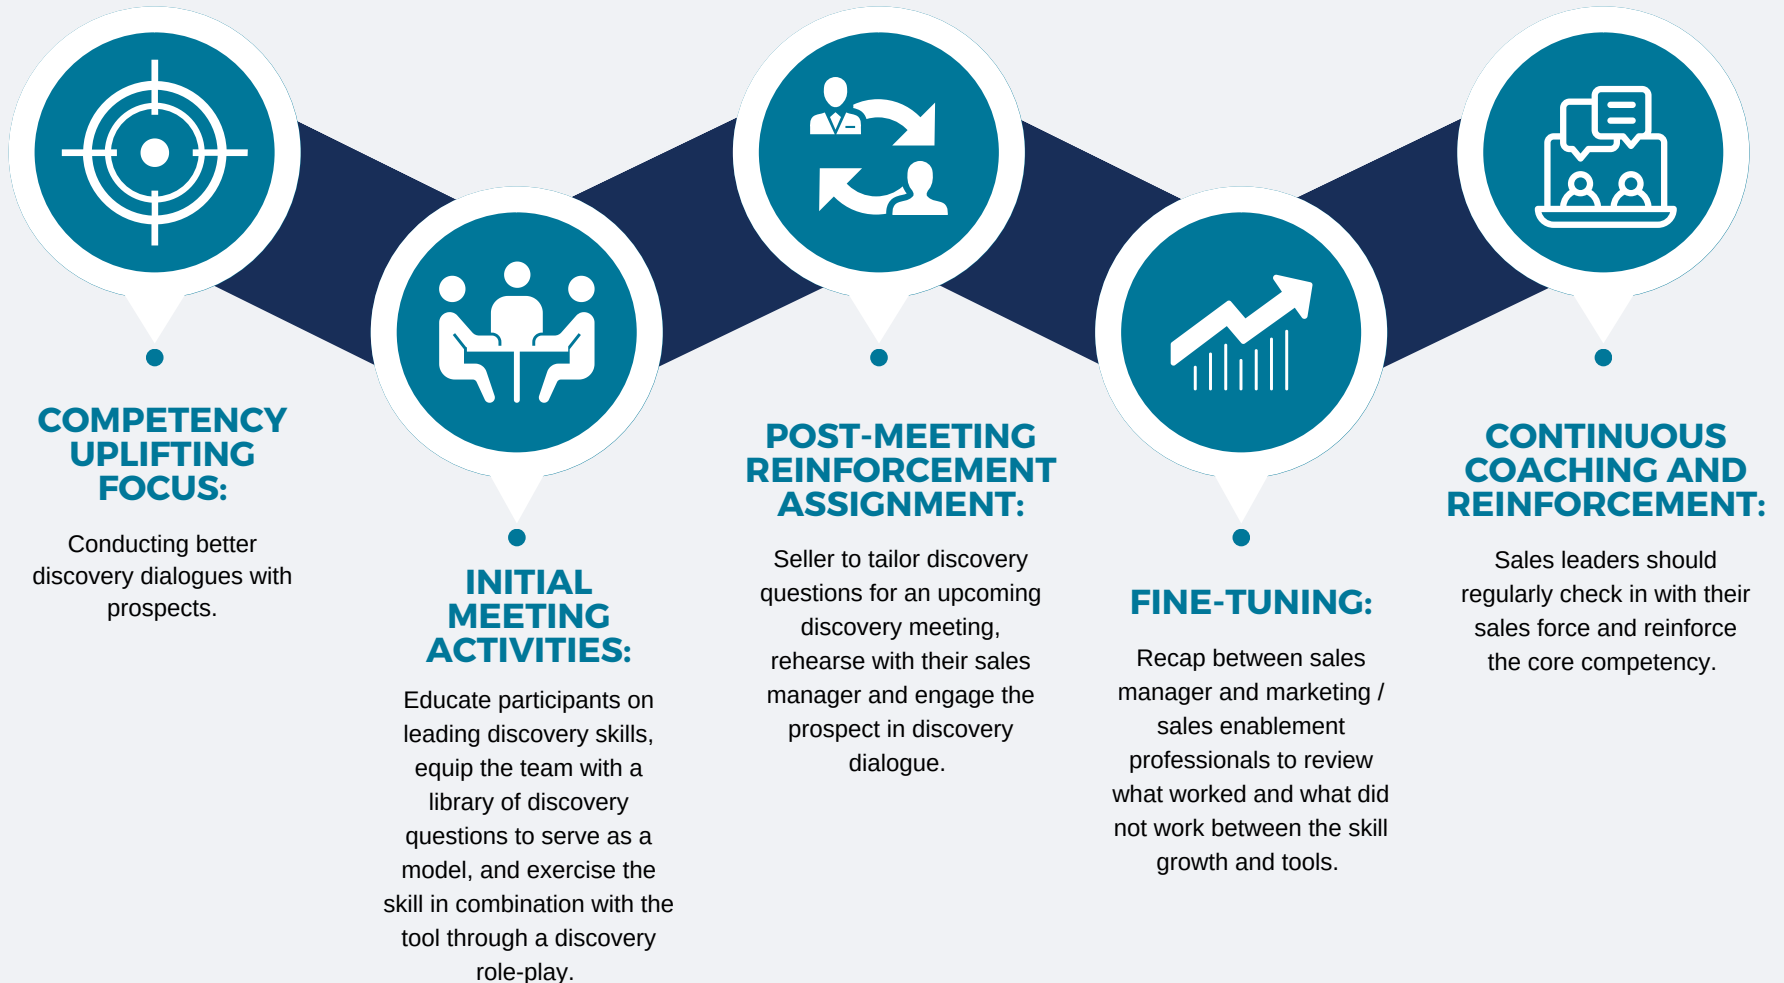 COMPETENCY
UPLIFTING
FOCUS:
Conducting better
discovery dialogues with
prospects.
INITIAL
MEETING
ACTIVITIES:
Educate participants on
leading discovery skills,
equip the team with a
library of discovery
questions to serve as a
model, and exercise the
skill in combination with the
tool through a discovery
role-play.
POST-MEETING
REINFORCEMENT
ASSIGNMENT:
Seller to tailor discovery
questions for an upcoming
discovery meeting,
rehearse with their sales
manager and engage the
prospect in discovery
dialogue.
FINE-TUNING:
Recap between sales
manager and marketing /
sales enablement
professionals to review
what worked and what did
not work between the skill
growth and tools.
CONTINUOUS
COACHING AND
REINFORCEMENT:
Sales leaders should
regularly check in with their
sales force and reinforce
the core competency.